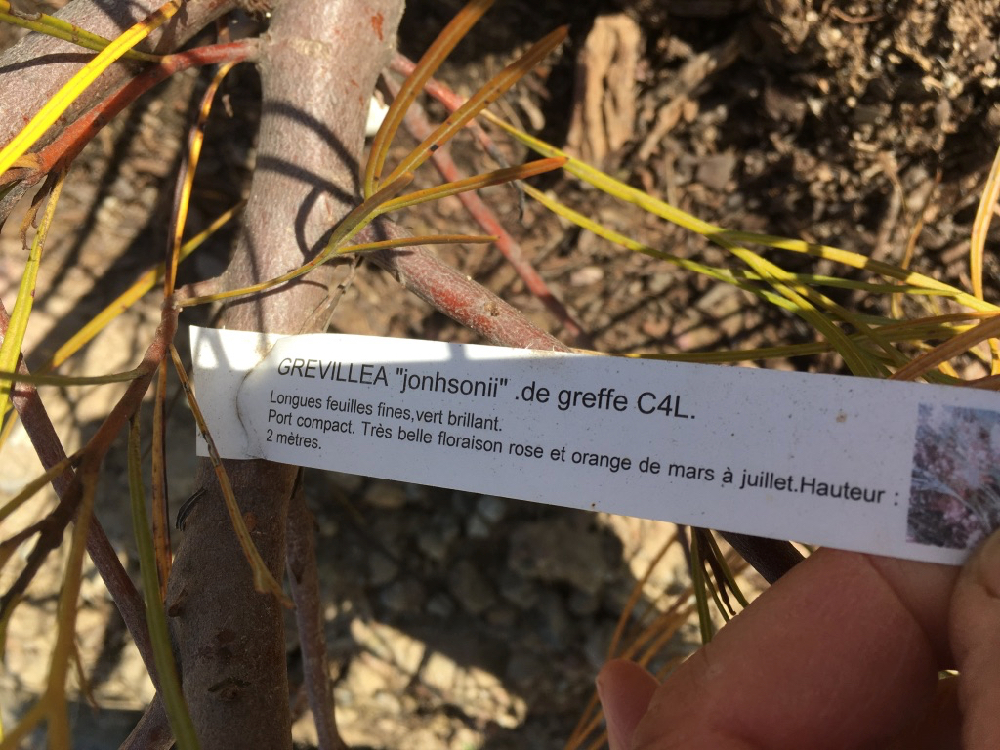 GREVILLEA "jonhsonii" .de greffe C4L.
Longues feuilles fines,vert brillant.
Port compact. Très belle floraison rose et orange de mars à juillet.Hauteur :
2 mètres.